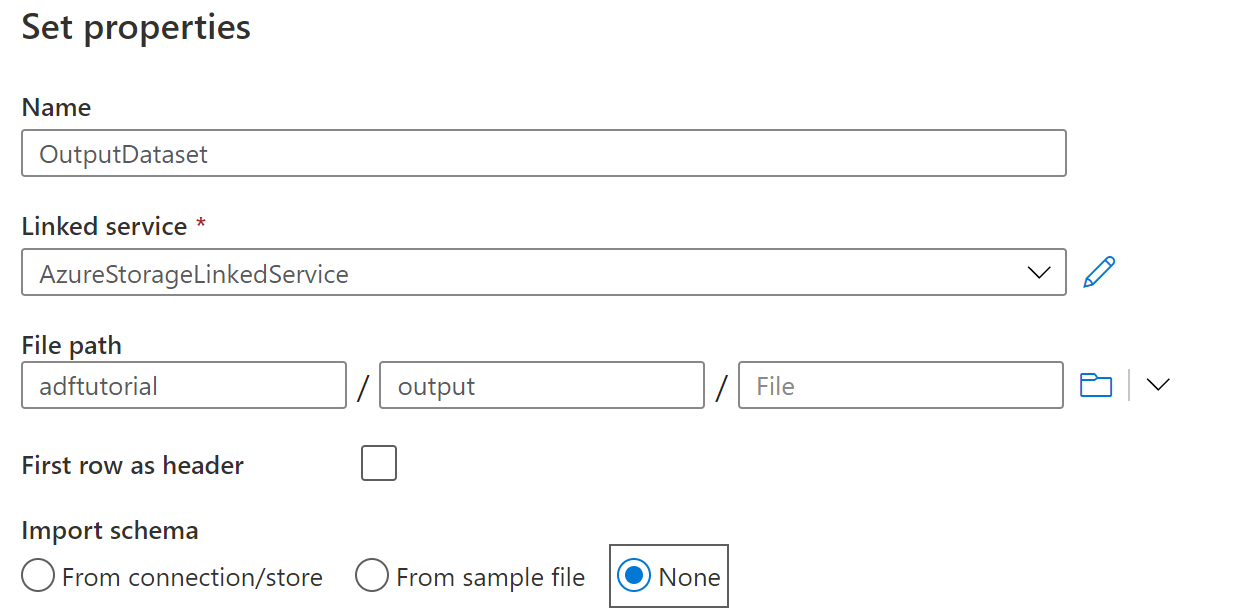 Set properties
Name
OutputDataset
Linked service *
AzureStorageLinkedService
File path
adftutorial / output / File
First row as header
Import schema
From connection/store From sample file None